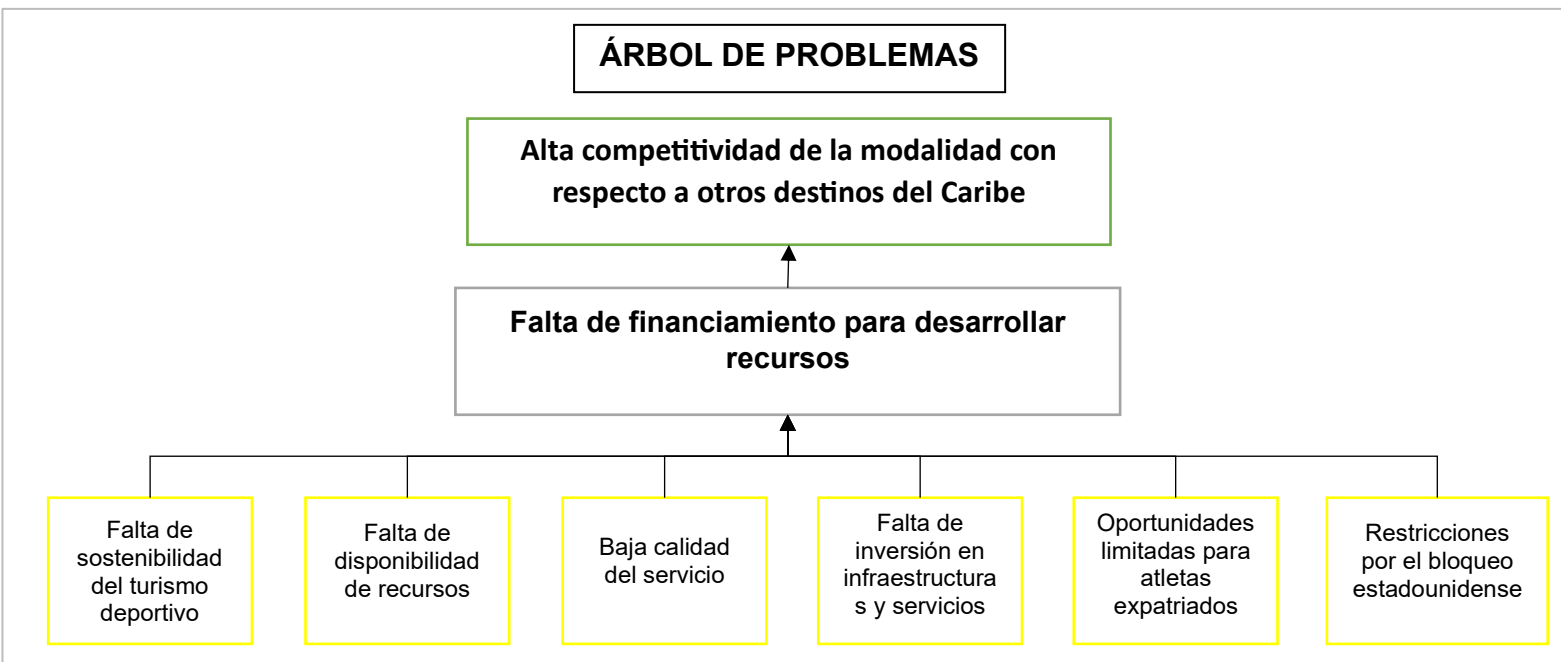 ÁRBOL DE PROBLEMAS
Alta competitividad de la modalidad con
respecto a otros destinos del Caribe
Falta de financiamiento para desarrollar
recursos
Falta de
sostenibilidad
del turismo
deportivo
Falta de
disponibilidad
de recursos
Baja calidad
del servicio
Falta de
inversión en
infraestructura
s y servicios
Oportunidades
limitadas para
atletas
expatriados
Restricciones
por el bloqueo
estadounidense